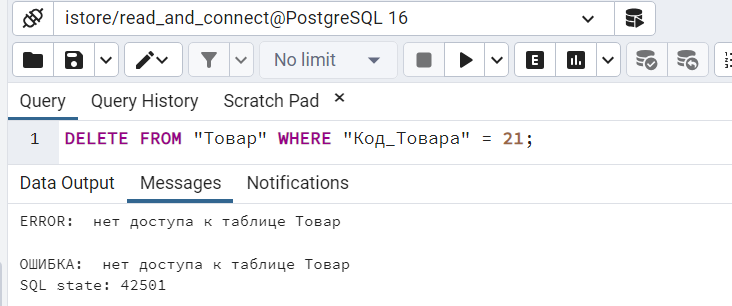 istore/read_and_connect@PostgreSQL 16
No limit
E
Query Query History Scratch Pad ×
1 DELETE FROM "Товар" WHERE "Код_Товара" = 21;
Data Output Messages Notifications
ERROR:  нет доступа к таблице Товар
ОШИБКА:  нет доступа к таблице Товар
SQL state: 42501